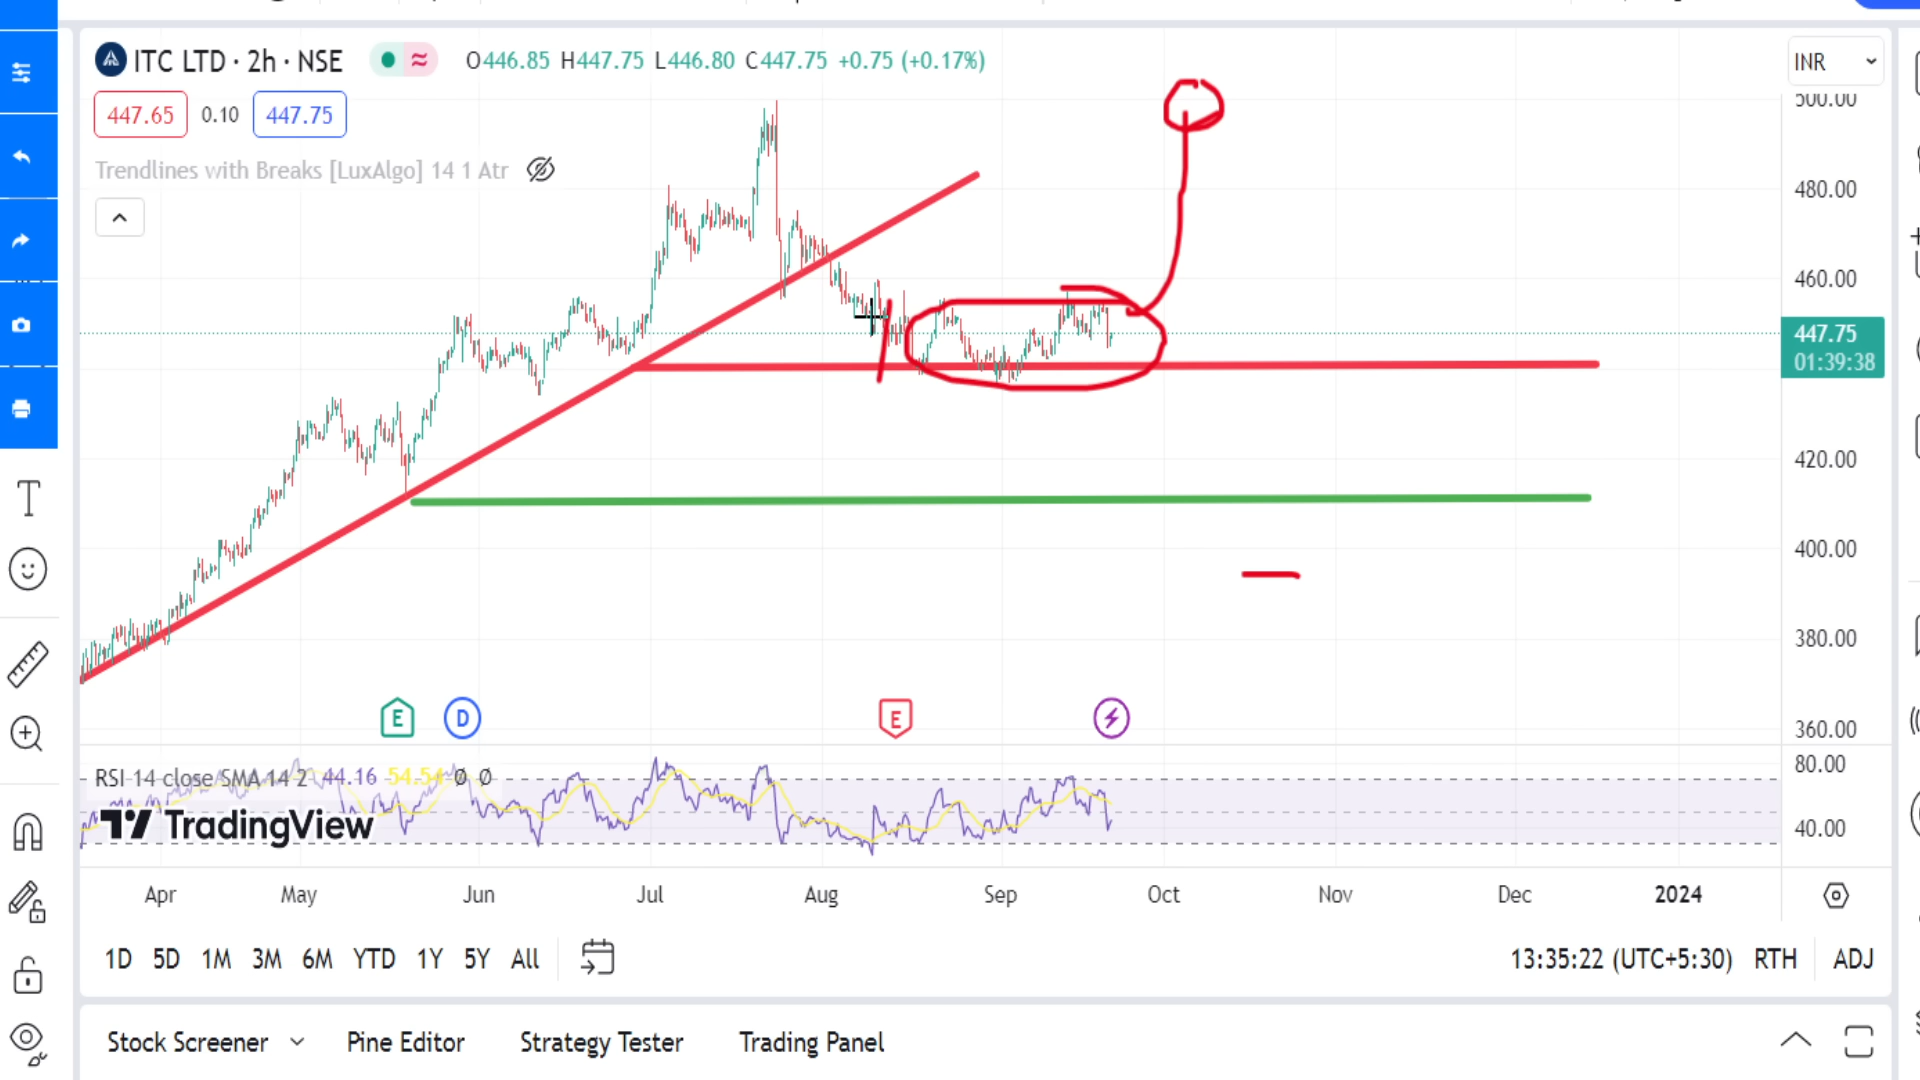 ITC LTD · 2h · NSE O446.85 H447.75 L446.80 C447.75 +0.75 (+0.17%)
INR
447.65 0.10 447.75
Trendlines with Breaks [LuxAlgo] 14 1 Atr
500.00
480.00
460.00
447.75
01:39:38
420.00
400.00
380.00
360.00
E D E
RSI 14 close SMA 14 2 44.16 54.54 Ø Ø
80.00
40.00
TradingView
Apr May Jun Jul Aug Sep Oct Nov Dec 2024
1D 5D 1M 3M 6M YTD 1Y 5Y All 13:35:22 (UTC+5:30) RTH ADJ
Stock Screener Pine Editor Strategy Tester Trading Panel